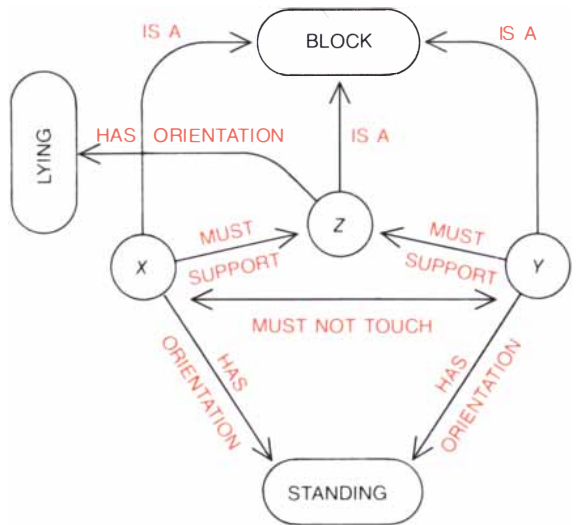 IS A
BLOCK
IS A
LYING
HAS ORIENTATION
IS A
X
MUST
SUPPORT
Z
MUST
SUPPORT
Y
MUST NOT TOUCH
HAS
ORIENTATION
HAS
ORIENTATION
STANDING